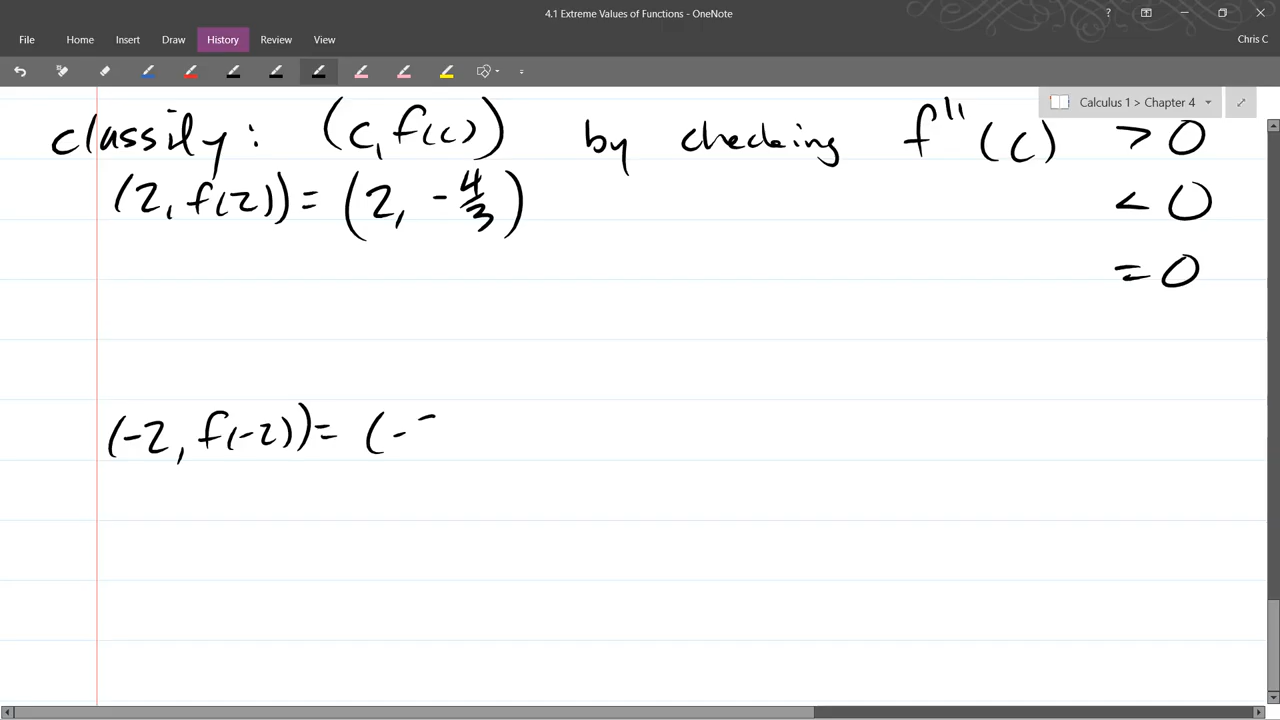 4.1 Extreme Values of Functions - OneNote
File Home Insert Draw History Review View
Chris C
Calculus 1 > Chapter 4
classify: (c, f(c)) by checking f''(c) > 0
(2, f(2)) = (2, -4/3)
< 0
= 0
(-2, f(-2)) = (-